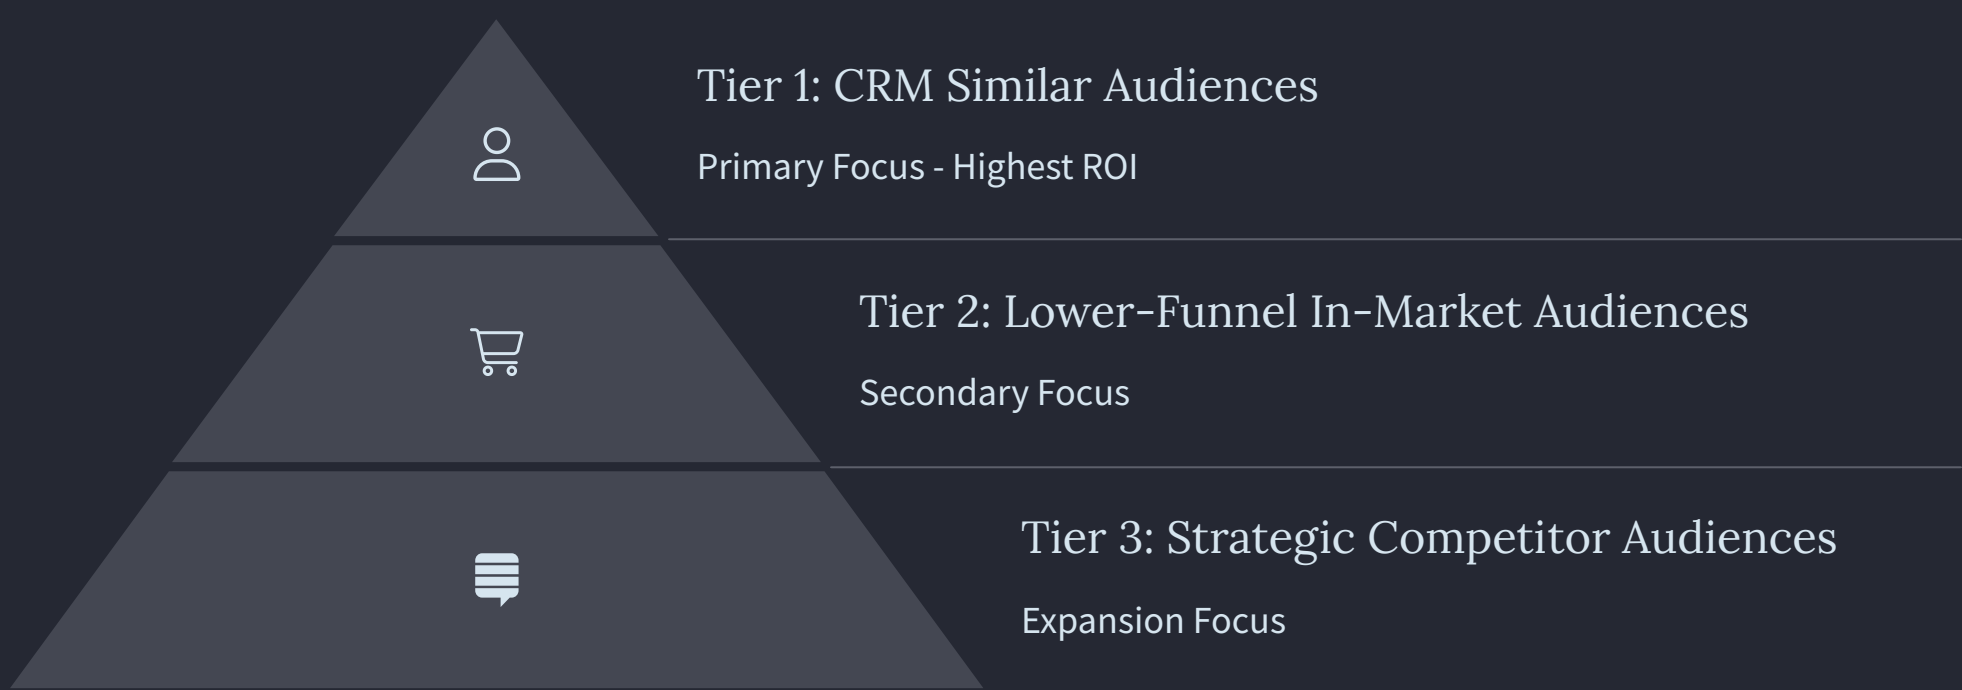 Tier 1: CRM Similar Audiences
Primary Focus - Highest ROI
Tier 2: Lower-Funnel In-Market Audiences
Secondary Focus
Tier 3: Strategic Competitor Audiences
Expansion Focus